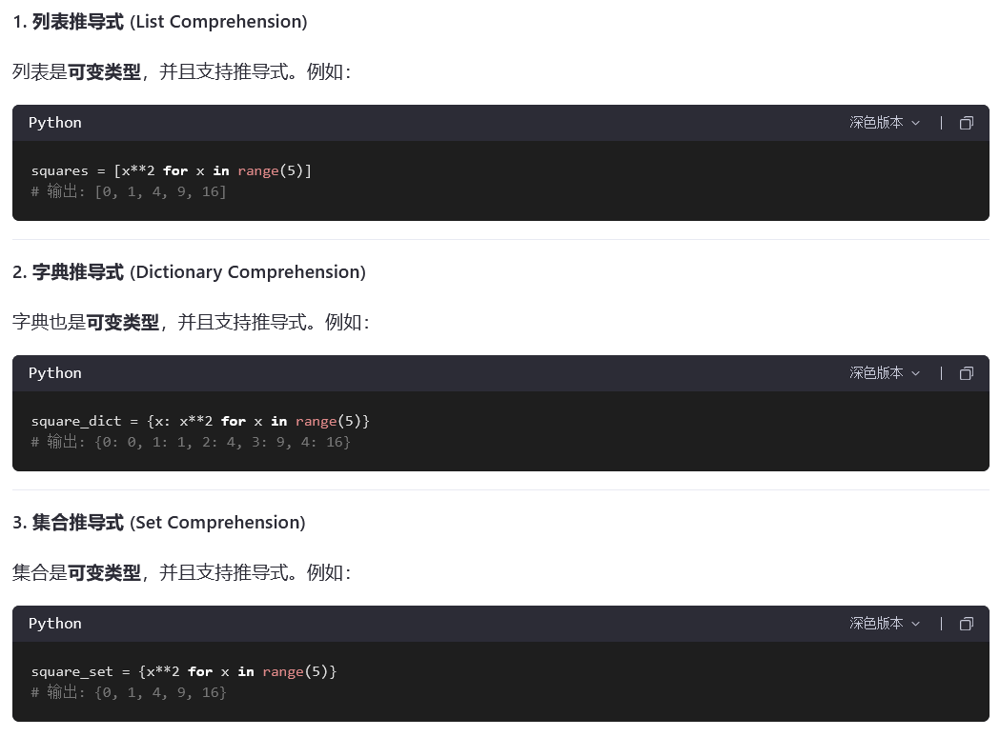 1. 列表推导式 (List Comprehension)
列表是可变类型，并且支持推导式。例如：
Python 深色版本
squares = [x**2 for x in range(5)]
# 输出: [0, 1, 4, 9, 16]
2. 字典推导式 (Dictionary Comprehension)
字典也是可变类型，并且支持推导式。例如：
Python 深色版本
square_dict = {x: x**2 for x in range(5)}
# 输出: {0: 0, 1: 1, 2: 4, 3: 9, 4: 16}
3. 集合推导式 (Set Comprehension)
集合是可变类型，并且支持推导式。例如：
Python 深色版本
square_set = {x**2 for x in range(5)}
# 输出: {0, 1, 4, 9, 16}